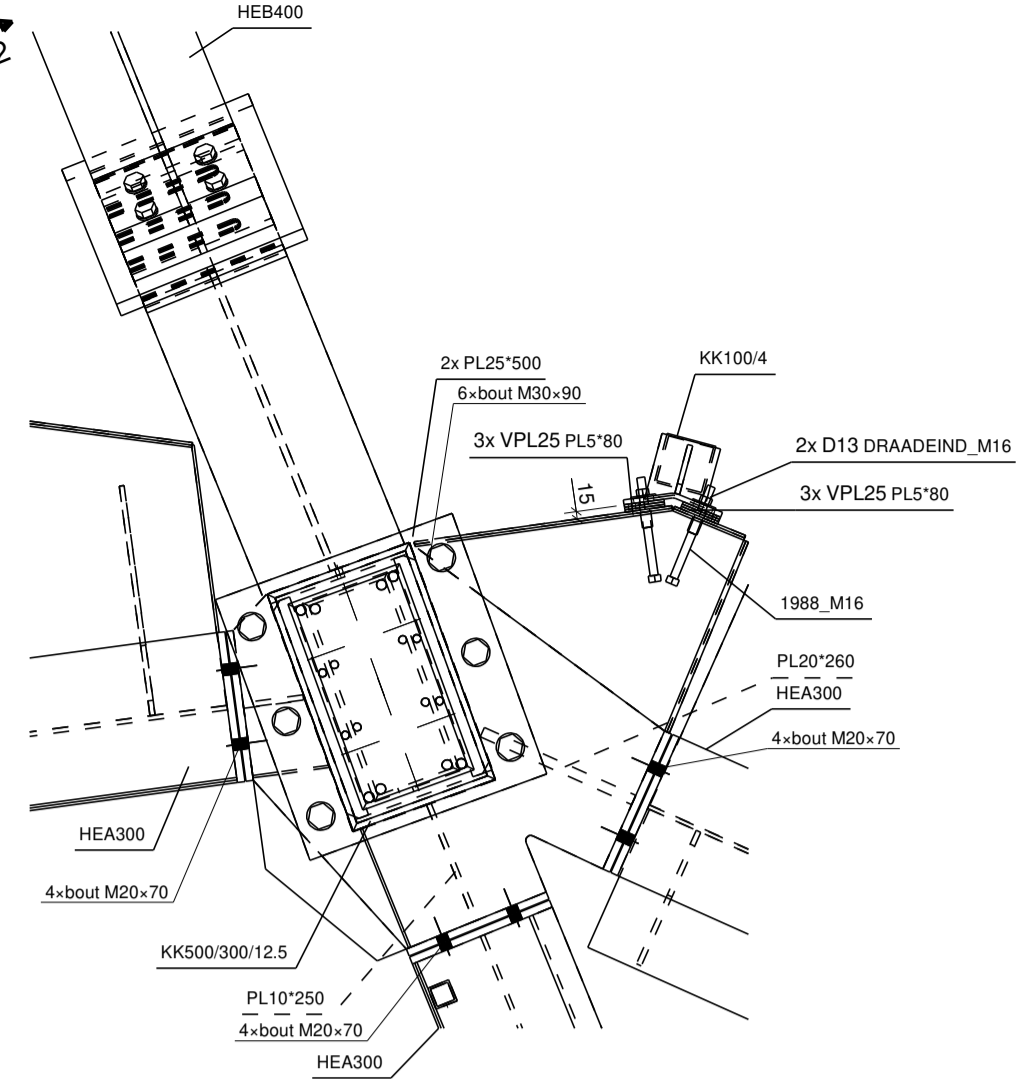 HEB400
2
2x PL25*500
KK100/4
6×bout M30×90
3x VPL25 PL5*80
2x D13 DRAADEIND_M16
15
3x VPL25 PL5*80
1988_M16
PL20*260
HEA300
4×bout M20×70
HEA300
4×bout M20×70
KK500/300/12.5
PL10*250
4×bout M20×70
HEA300